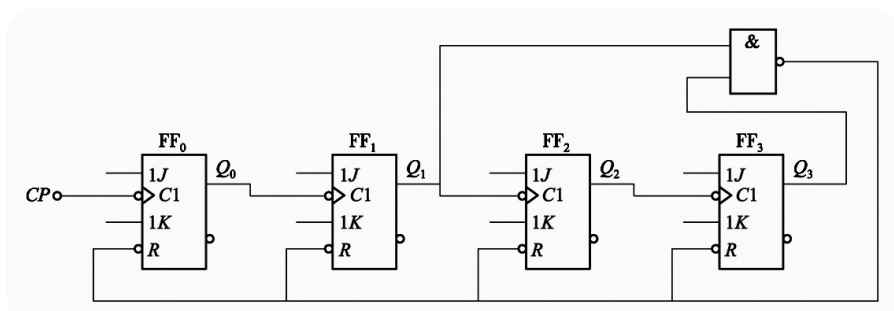 &
FF₀ FF₁ FF₂ FF₃
1J Q₀ 1J Q₁ 1J Q₂ 1J Q₃
CP C1 C1 C1 C1
1K 1K 1K 1K
R R R R